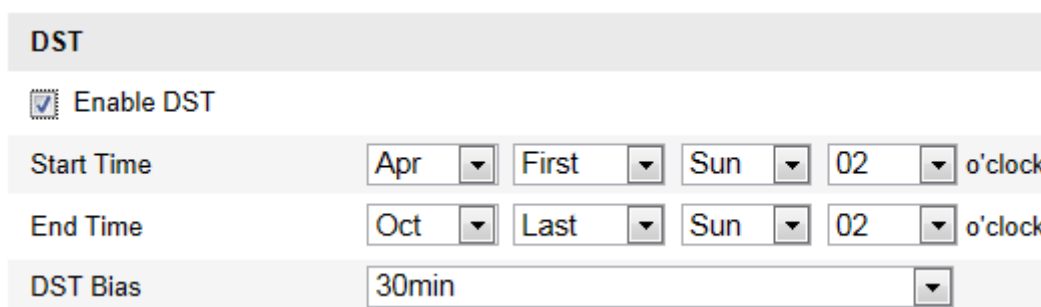 DST
Enable DST
Start Time Apr First Sun 02 o'clock
End Time Oct Last Sun 02 o'clock
DST Bias 30min